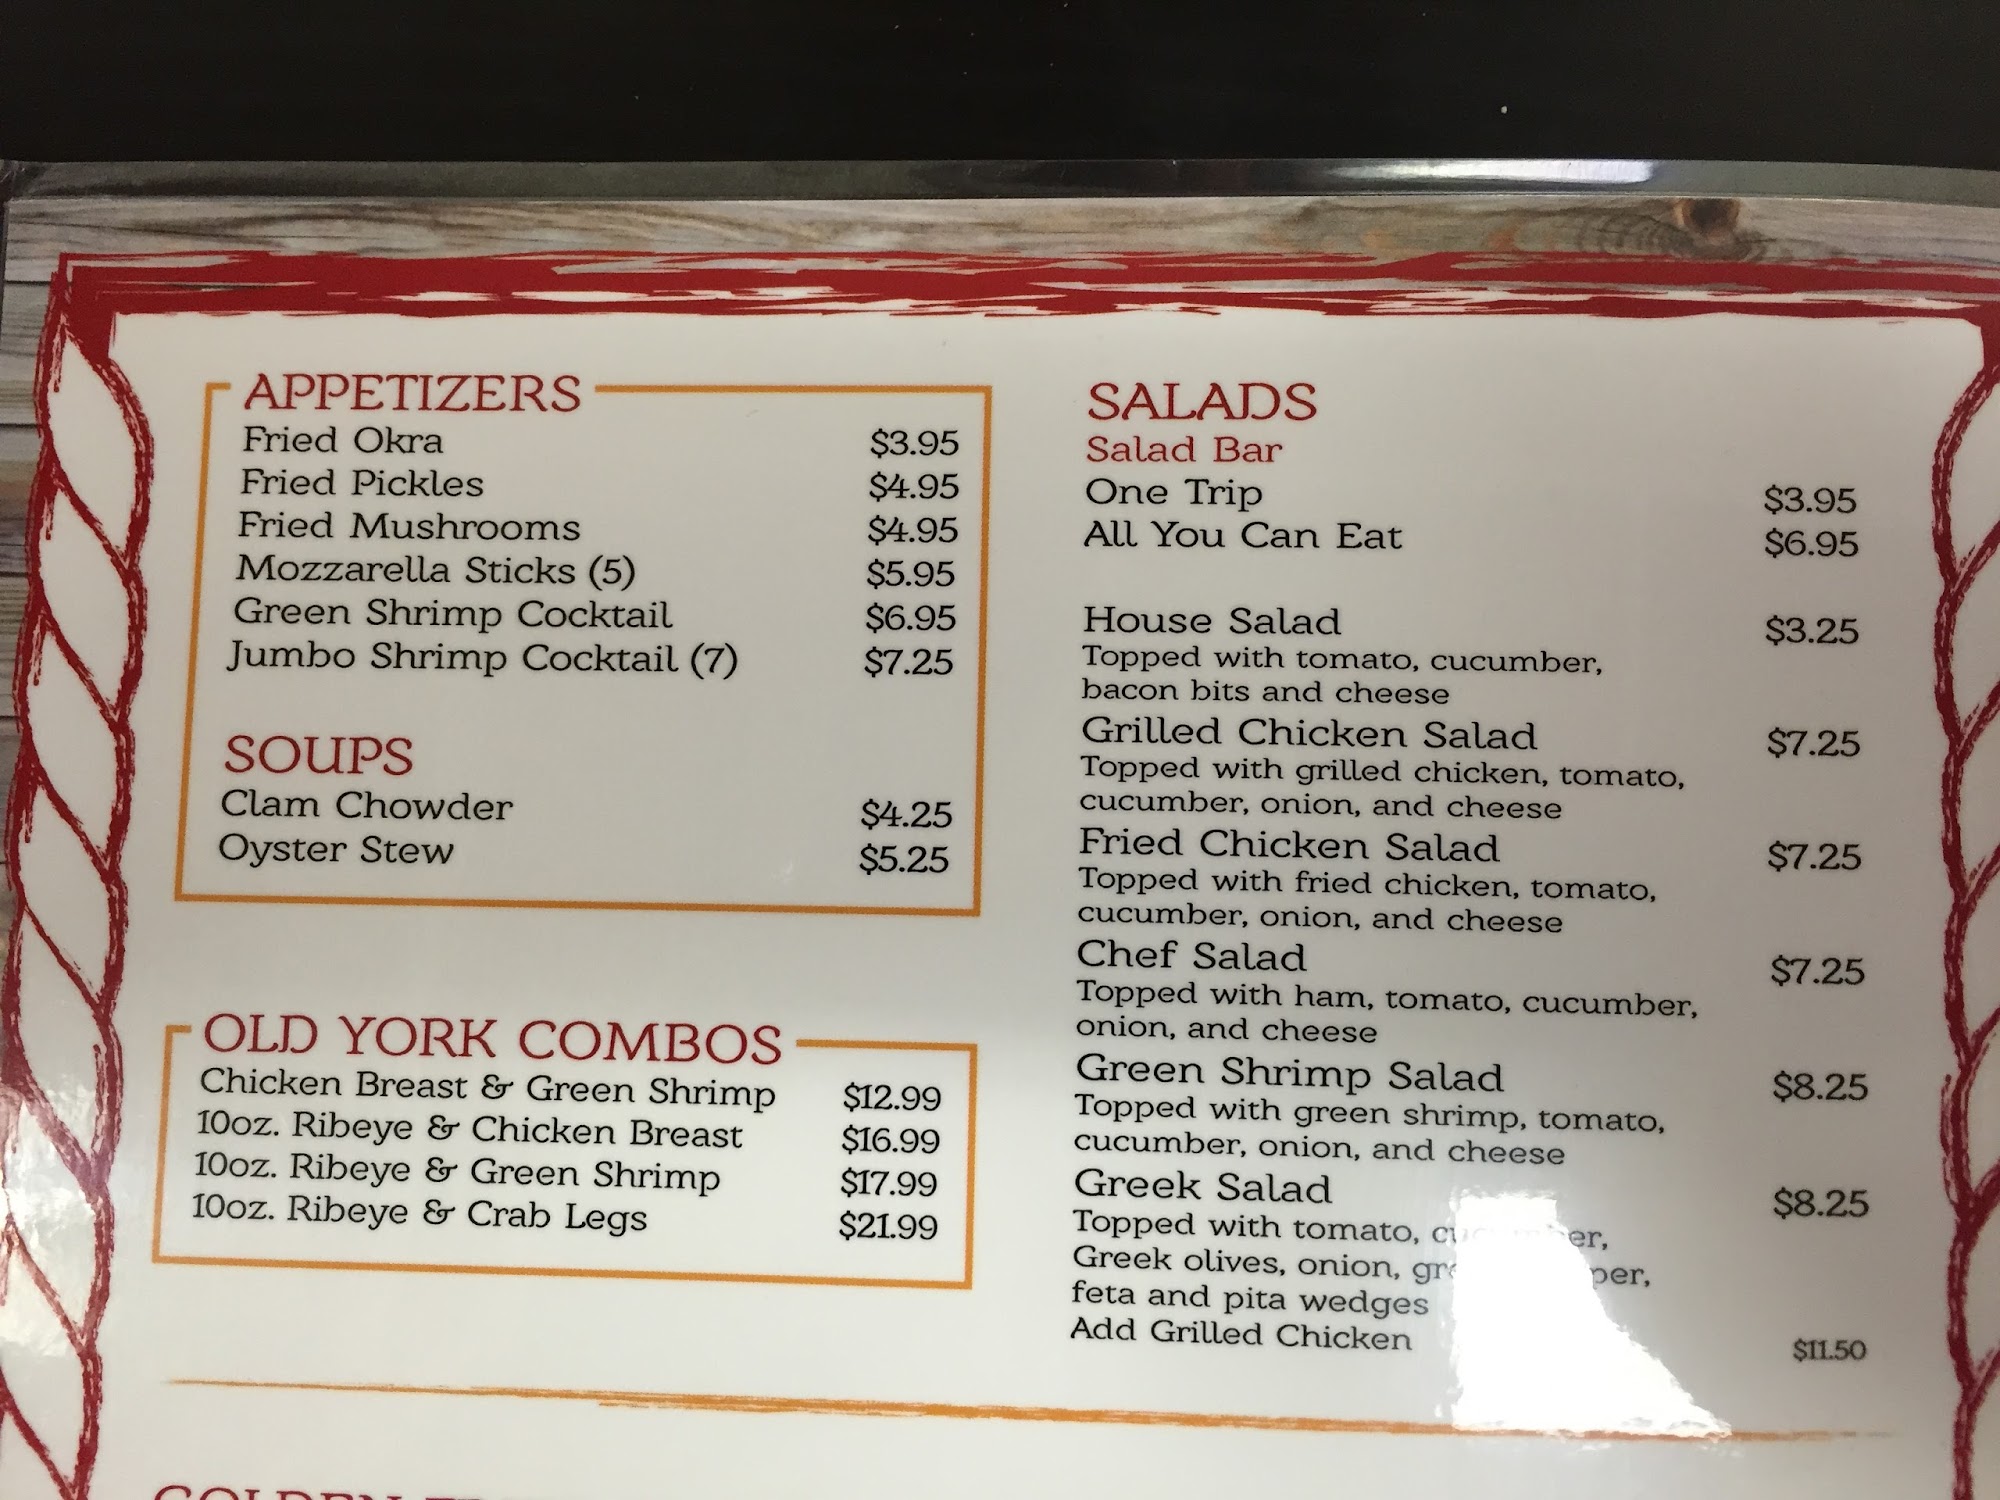 APPETIZERS
Fried Okra $3.95
Fried Pickles $4.95
Fried Mushrooms $4.95
Mozzarella Sticks (5) $5.95
Green Shrimp Cocktail $6.95
Jumbo Shrimp Cocktail (7) $7.25
SOUPS
Clam Chowder $4.25
Oyster Stew $5.25
OLD YORK COMBOS
Chicken Breast & Green Shrimp $12.99
10oz. Ribeye & Chicken Breast $16.99
10oz. Ribeye & Green Shrimp $17.99
10oz. Ribeye & Crab Legs $21.99
SALADS
Salad Bar
One Trip $3.95
All You Can Eat $6.95
House Salad $3.25
Topped with tomato, cucumber,
bacon bits and cheese
Grilled Chicken Salad $7.25
Topped with grilled chicken, tomato,
cucumber, onion, and cheese
Fried Chicken Salad $7.25
Topped with fried chicken, tomato,
cucumber, onion, and cheese
Chef Salad $7.25
Topped with ham, tomato, cucumber,
onion, and cheese
Green Shrimp Salad $8.25
Topped with green shrimp, tomato,
cucumber, onion, and cheese
Greek Salad $8.25
Topped with tomato, cucumber,
Greek olives, onion,
feta and pita wedges
Add Grilled Chicken $11.50